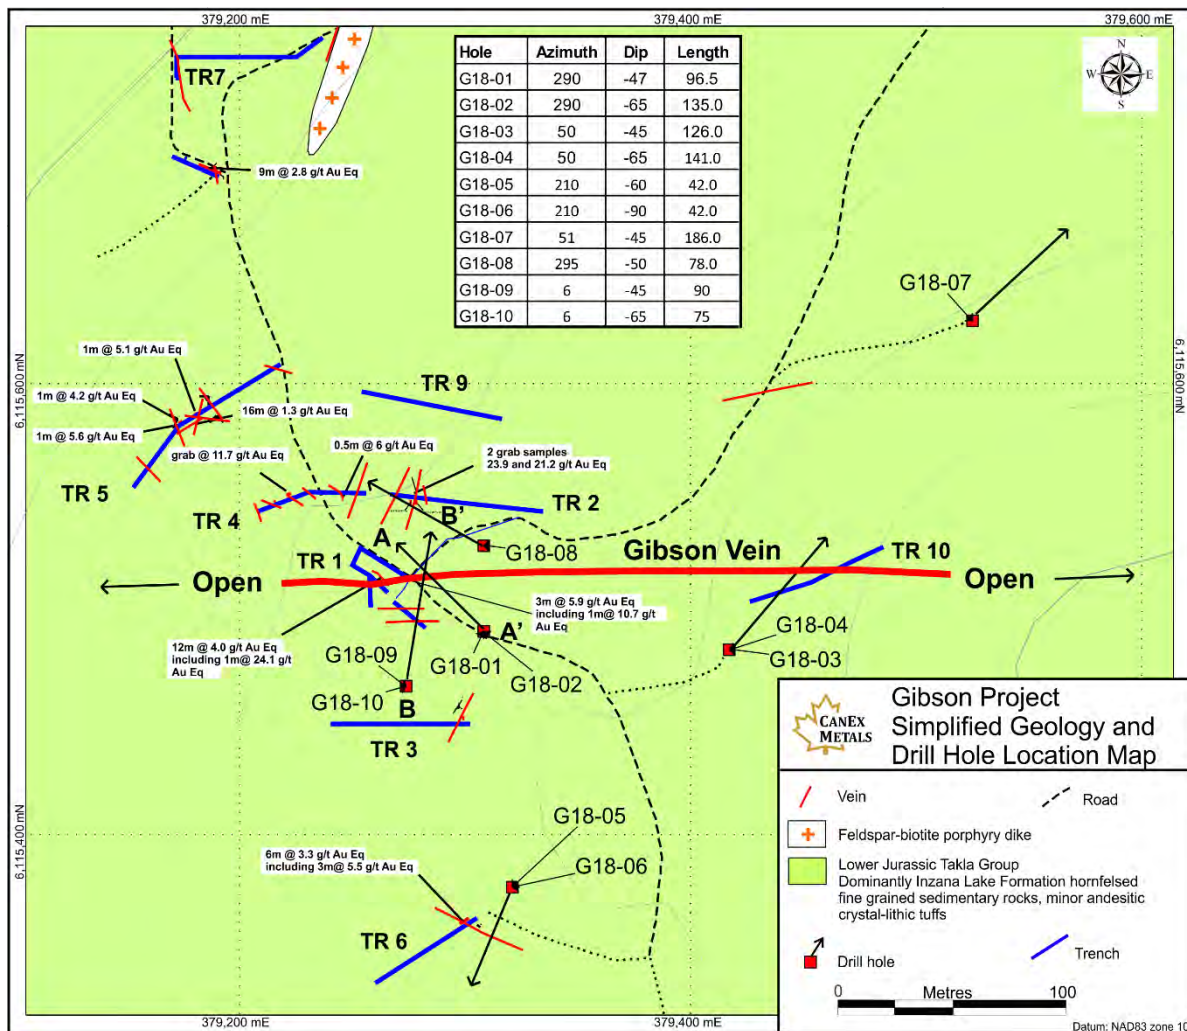 379,200 mE
379,400 mE
379,600 mE
Hole Azimuth Dip Length
G18-01 290 -47 96.5
G18-02 290 -65 135.0
G18-03 50 -45 126.0
G18-04 50 -65 141.0
G18-05 210 -60 42.0
G18-06 210 -90 42.0
G18-07 51 -45 186.0
G18-08 295 -50 78.0
G18-09 6 -45 90
G18-10 6 -65 75
N
W E
S
TR7
9m @ 2.8 g/t Au Eq
G18-07
6,115,600 mN
6,115,600 mN
1m @ 5.1 g/t Au Eq
1m @ 4.2 g/t Au Eq
16m @ 1.3 g/t Au Eq
1m @ 5.6 g/t Au Eq
TR 9
0.5m @ 6 g/t Au Eq
2 grab samples
23.9 and 21.2g/t Au Eq
grab @ 11.7 g/t Au Eq
TR 5
TR 4
TR 2
B'
A
G18-08
TR 1
Gibson Vein
TR 10
Open
Open
3m @ 5.9 g/t Au Eq
including 1m@ 10.7 g/t
Au Eq
12m @ 4.0 g/t Au Eq
including 1m@ 24.1 g/t
Au Eq
A'
G18-04
G18-03
G18-09
G18-01
G18-10
G18-02
B
TR 3
6,115,400 mN
G18-05
G18-06
6m @ 3.3 g/t Au Eq
including 3m@ 5.5 g/t Au Eq
TR 6
CANEX
METALS
Gibson Project
Simplified Geology and
Drill Hole Location Map
Vein
Road
Feldspar-biotite porphyry dike
Lower Jurassic Takla Group
Dominantly Inzana Lake Formation hornfelsed
fine grained sedimentary rocks, minor andesitic
crystal-lithic tuffs
Drill hole
Trench
0 Metres 100
Datum: NAD83 zone 10
379,200 mE
379,400 mE